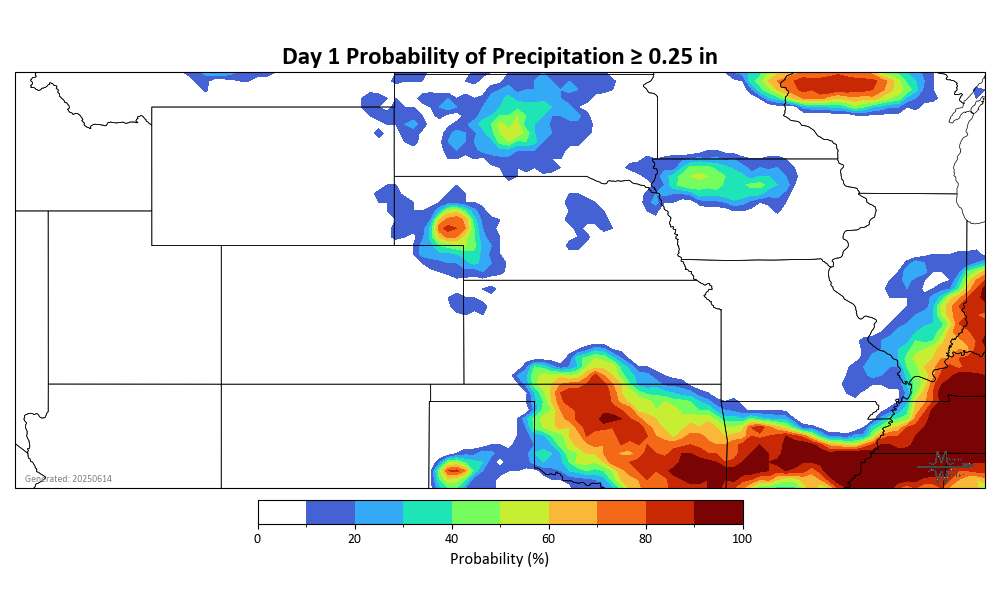 Day 1 Probability of Precipitation ≥ 0.25 in
Generated: 20250614
0 20 40 60 80 100
Probability (%)